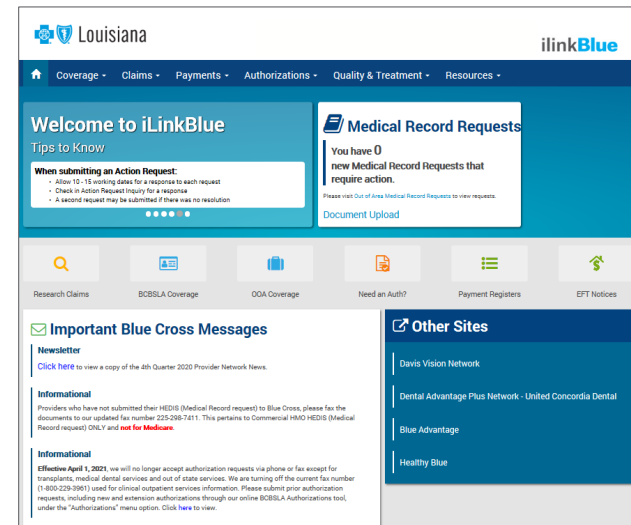 Louisiana
ilinkBlue
Coverage
Claims
Payments
Authorizations
Quality & Treatment
Resources
Welcome to iLinkBlue
Tips to Know
When submitting an Action Request:
Allow 10 - 15 working dates for a response to each request
Check in Action Request Inquiry for a response
A second request may be submitted if there was no resolution
Medical Record Requests
You have 0
new Medical Record Requests that
require action.
Please visit Out of Area Medical Record Requests to view requests.
Document Upload
Research Claims
BCBSLA Coverage
OOA Coverage
Need an Auth?
Payment Registers
EFT Notices
Important Blue Cross Messages
Newsletter
Click here to view a copy of the 4th Quarter 2020 Provider Network News.
Informational
Providers who have not submitted their HEDIS (Medical Record request) to Blue Cross, please fax the
documents to our updated fax number 225-298-7411. This pertains to Commercial HMO HEDIS (Medical
Record request) ONLY and not for Medicare.
Informational
Effective April 1, 2021, we will no longer accept authorization requests via phone or fax except for
transplants, medical dental services and out of state services. We are turning off the current fax number
(1-800-229-3961) used for clinical outpatient services information. Please submit prior authorization
requests, including new and extension authorizations through our online BCBSLA Authorizations tool,
under the "Authorizations" menu option. Click here to view.
Other Sites
Davis Vision Network
Dental Advantage Plus Network - United Concordia Dental
Blue Advantage
Healthy Blue